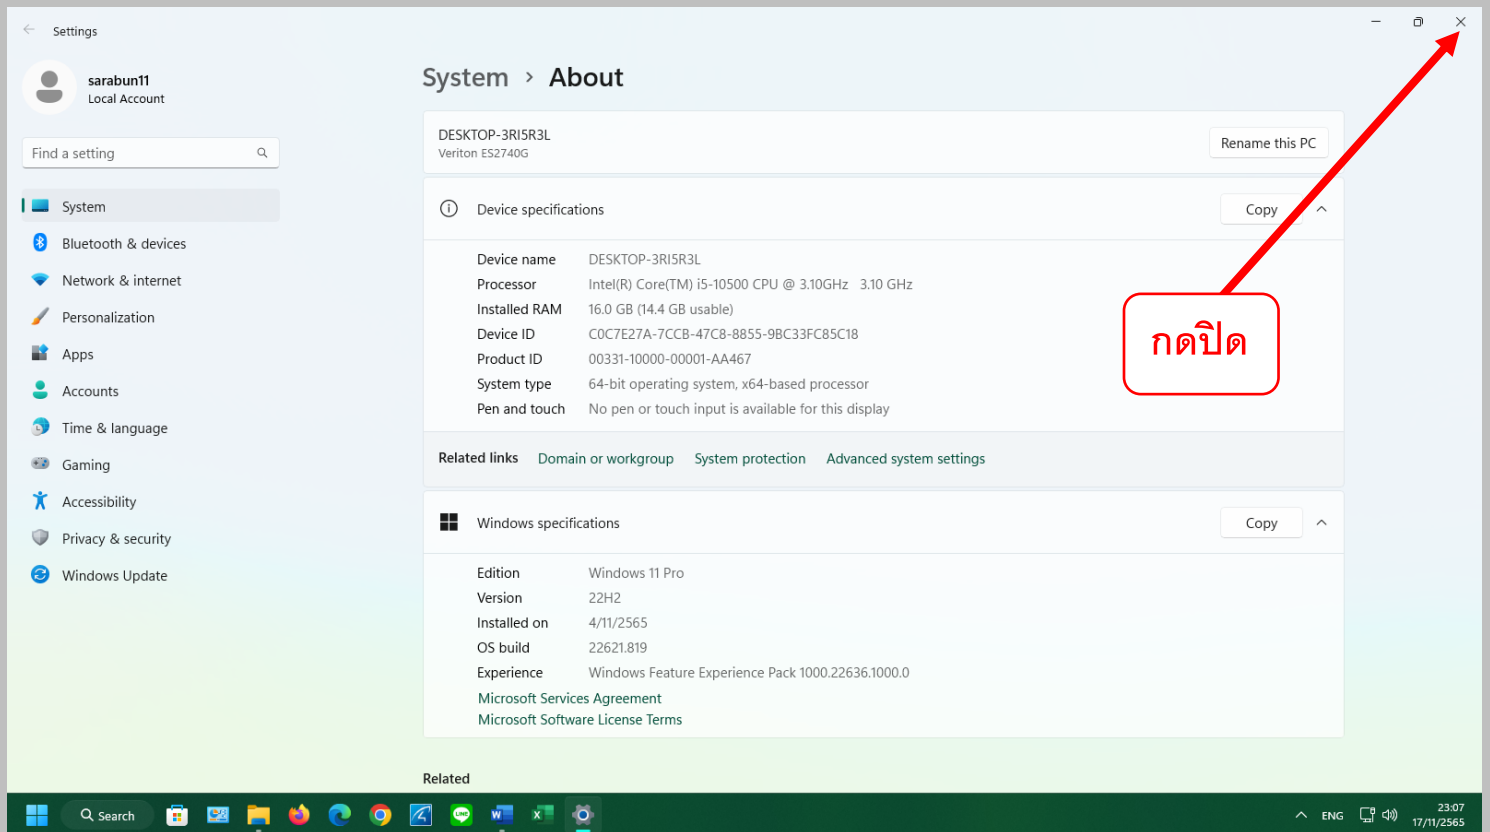 Settings
sarabun11
Local Account
Find a setting
System
Bluetooth & devices
Network & internet
Personalization
Apps
Accounts
Time & language
Gaming
Accessibility
Privacy & security
Windows Update
System > About
DESKTOP-3RI5R3L
Veriton ES2740G
Rename this PC
Device specifications
Copy
Device name DESKTOP-3RI5R3L
Processor Intel(R) Core(TM) i5-10500 CPU @ 3.10GHz 3.10 GHz
Installed RAM 16.0 GB (14.4 GB usable)
Device ID C0C7E27A-7CCB-47C8-8855-9BC33FC85C18
Product ID 00331-10000-00001-AA467
System type 64-bit operating system, x64-based processor
Pen and touch No pen or touch input is available for this display
กดปิด
Related links Domain or workgroup System protection Advanced system settings
Windows specifications
Copy
Edition Windows 11 Pro
Version 22H2
Installed on 4/11/2565
OS build 22621.819
Experience Windows Feature Experience Pack 1000.22636.1000.0
Microsoft Services Agreement
Microsoft Software License Terms
Related
Search
LINE
W
X
ENG
23:07
17/11/2565